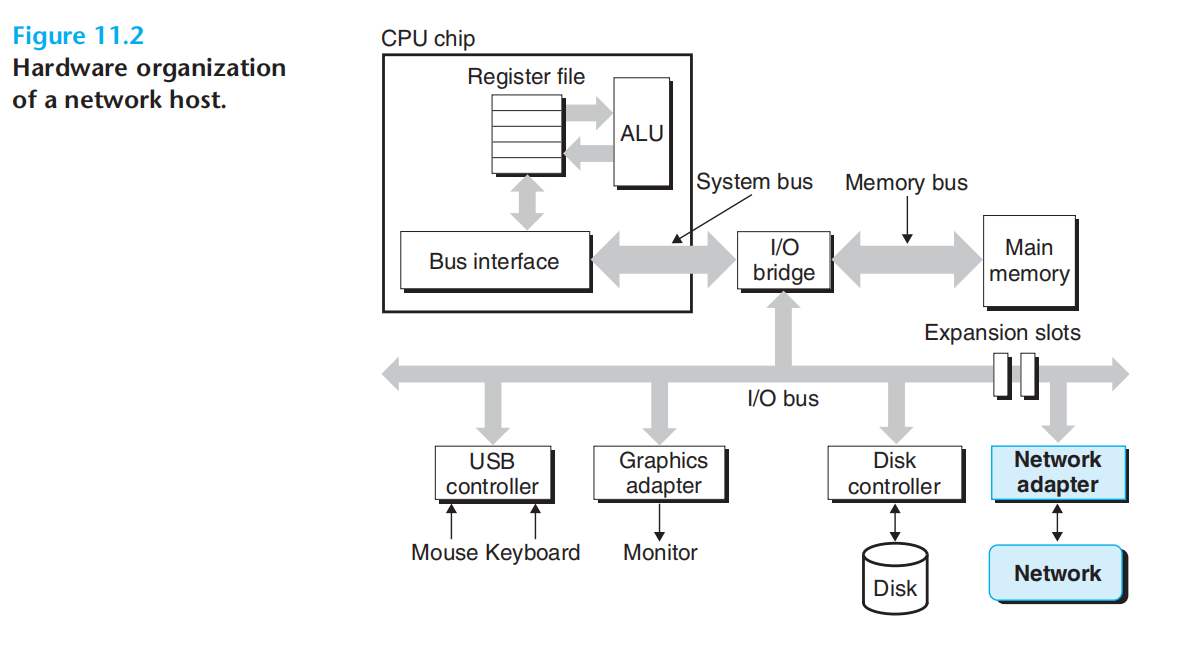 Figure 11.2
Hardware organization
of a network host.
CPU chip
Register file
ALU
System bus
Memory bus
Bus interface
I/O
bridge
Main
memory
Expansion slots
I/O bus
USB
controller
Graphics
adapter
Disk
controller
Network
adapter
Mouse Keyboard
Monitor
Disk
Network